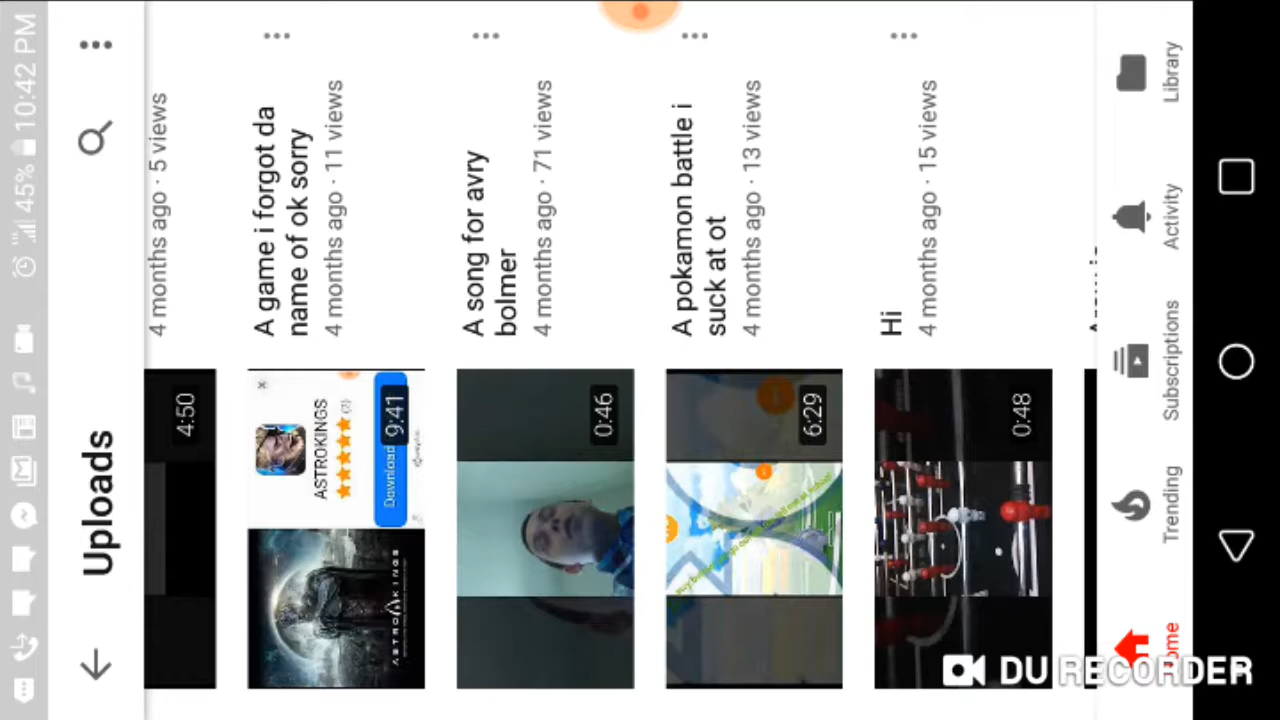 45% 10:42 PM
Uploads
4 months ago · 5 views
4:50
A game i forgot da
name of ok sorry
4 months ago · 11 views
ASTROKINGS
Download
9:41
ASTROKINGS
A song for avry
bolmer
4 months ago · 71 views
0:46
A pokamon battle i
suck at ot
4 months ago · 13 views
6:29
Hi
4 months ago · 15 views
0:48
Home
Trending
Subscriptions
Activity
Library
DU RECORDER